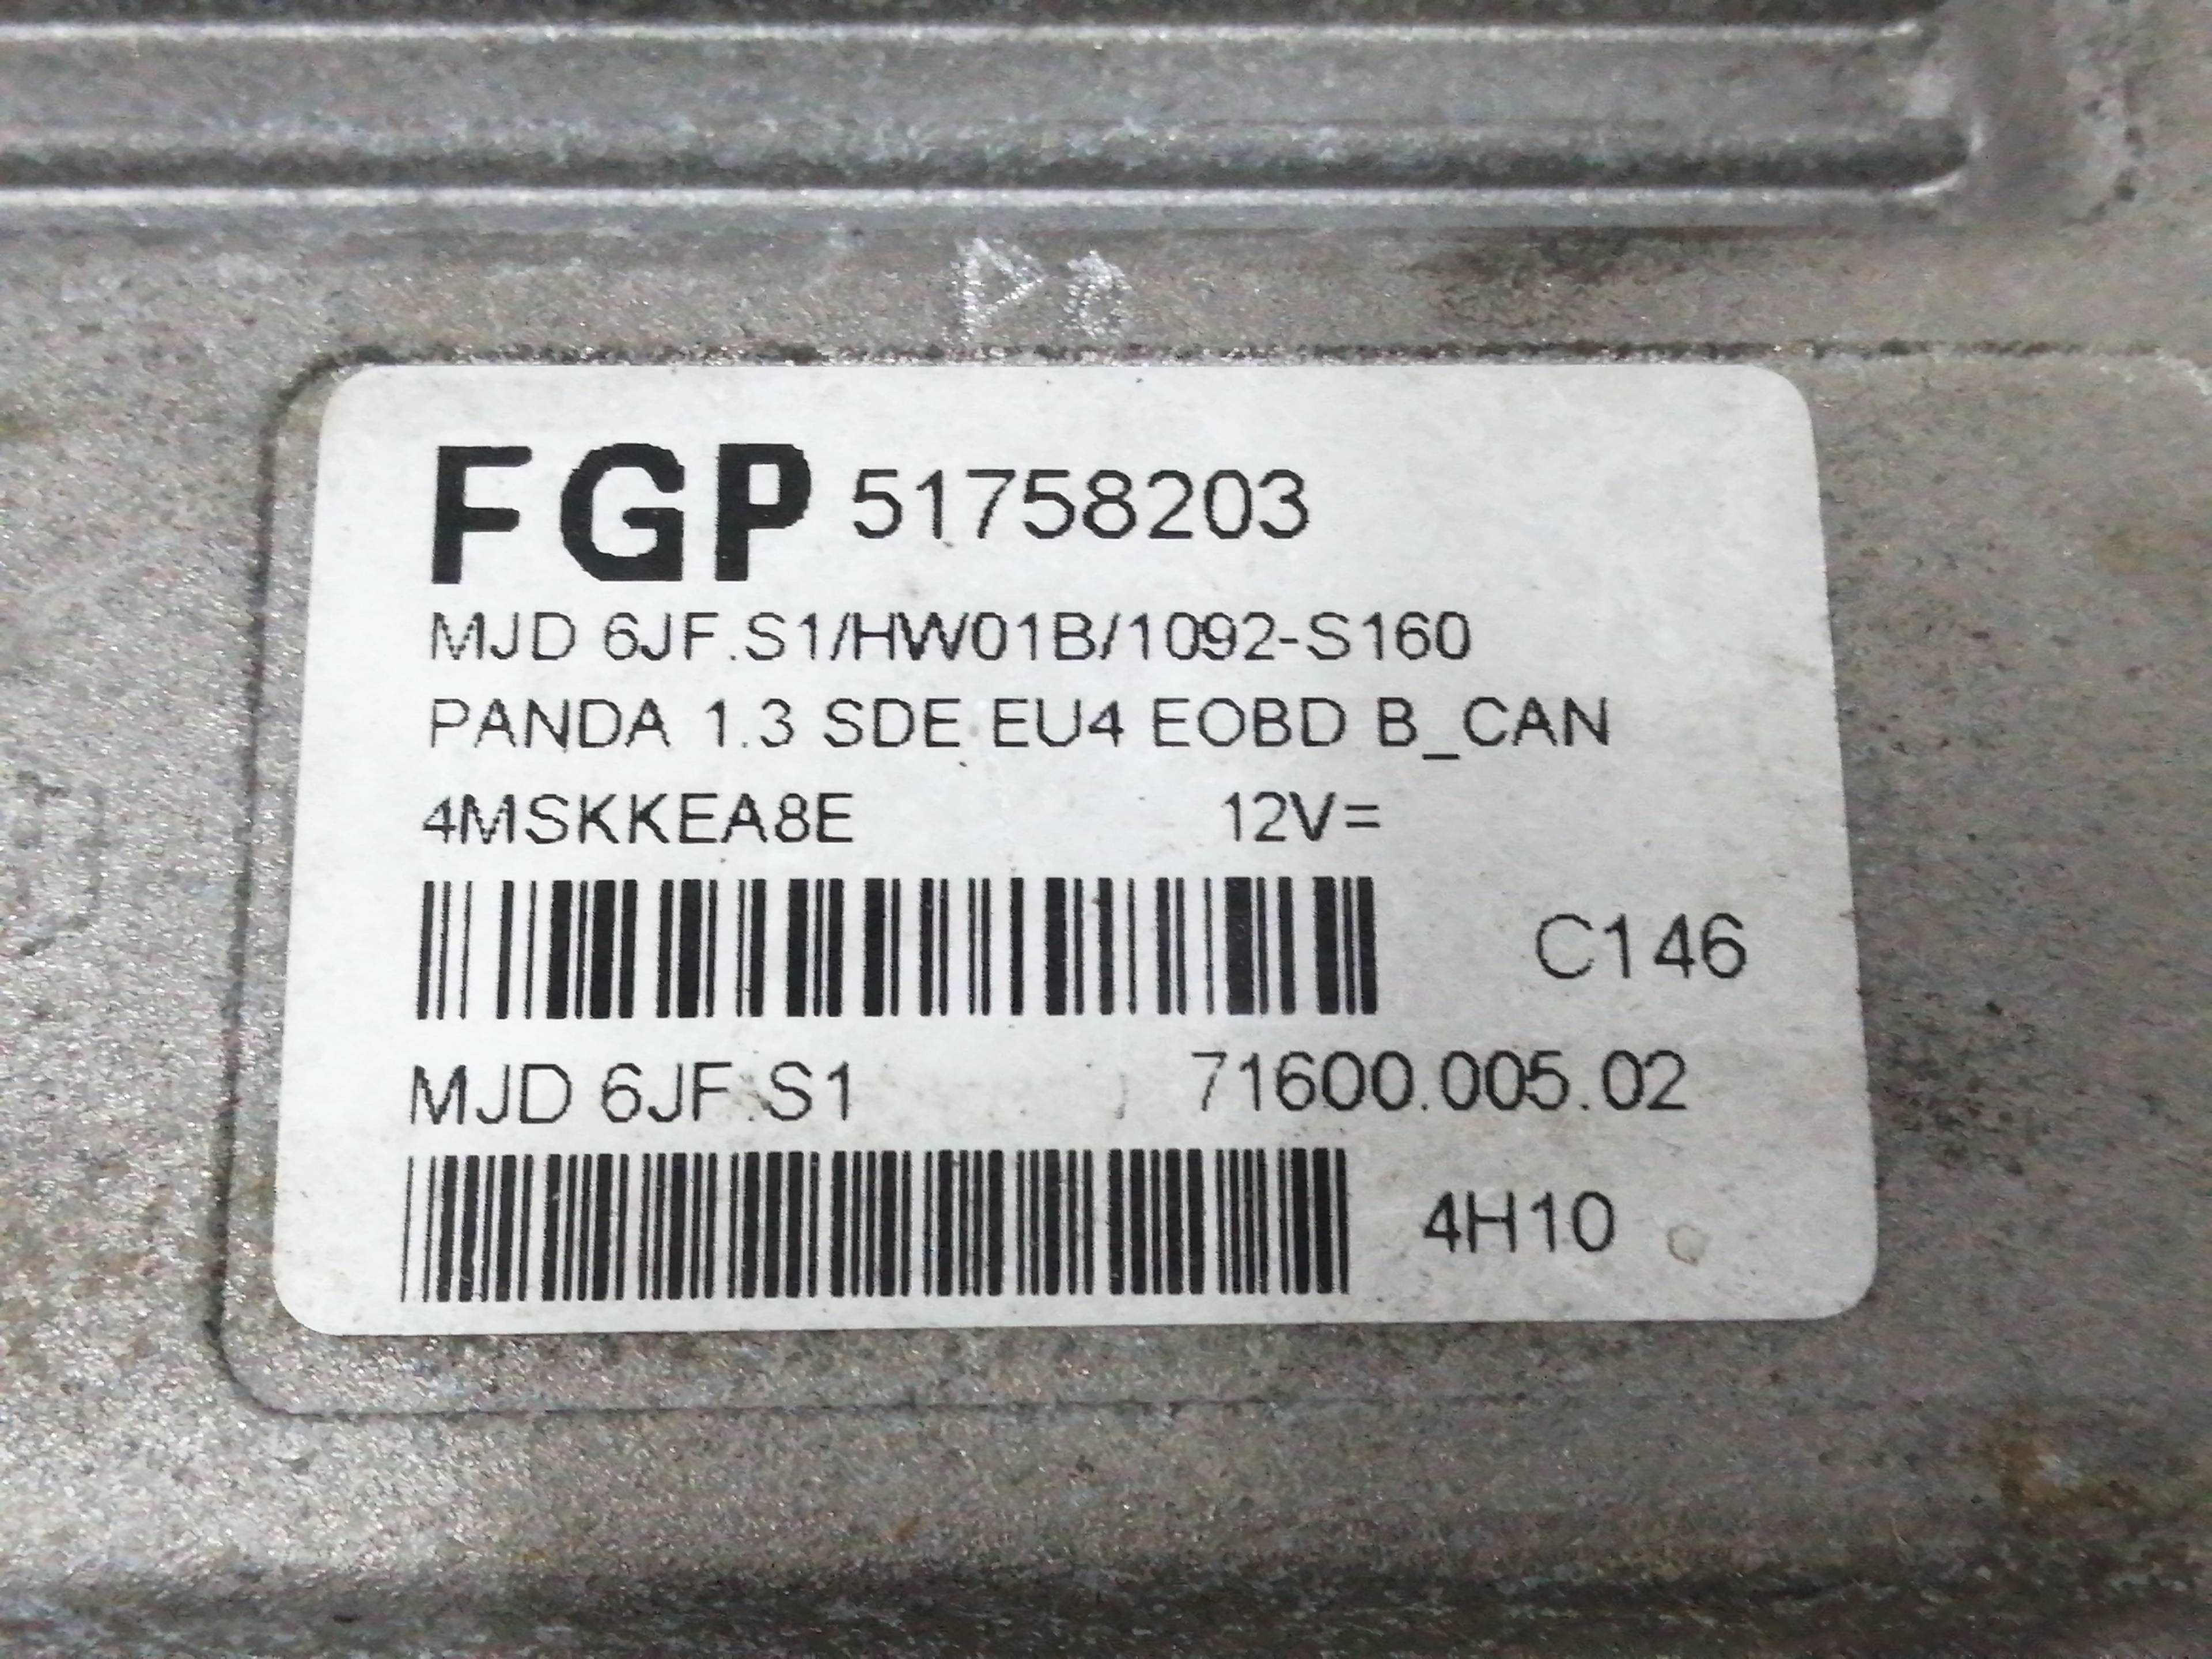 FGP 51758203
MJD 6JF.S1/HW01B/1092-S160
PANDA 1.3 SDE EU4 EOBD B_CAN
4MSKKEA8E 12V=
C146
MJD 6JF.S1 71600.005.02
4H10